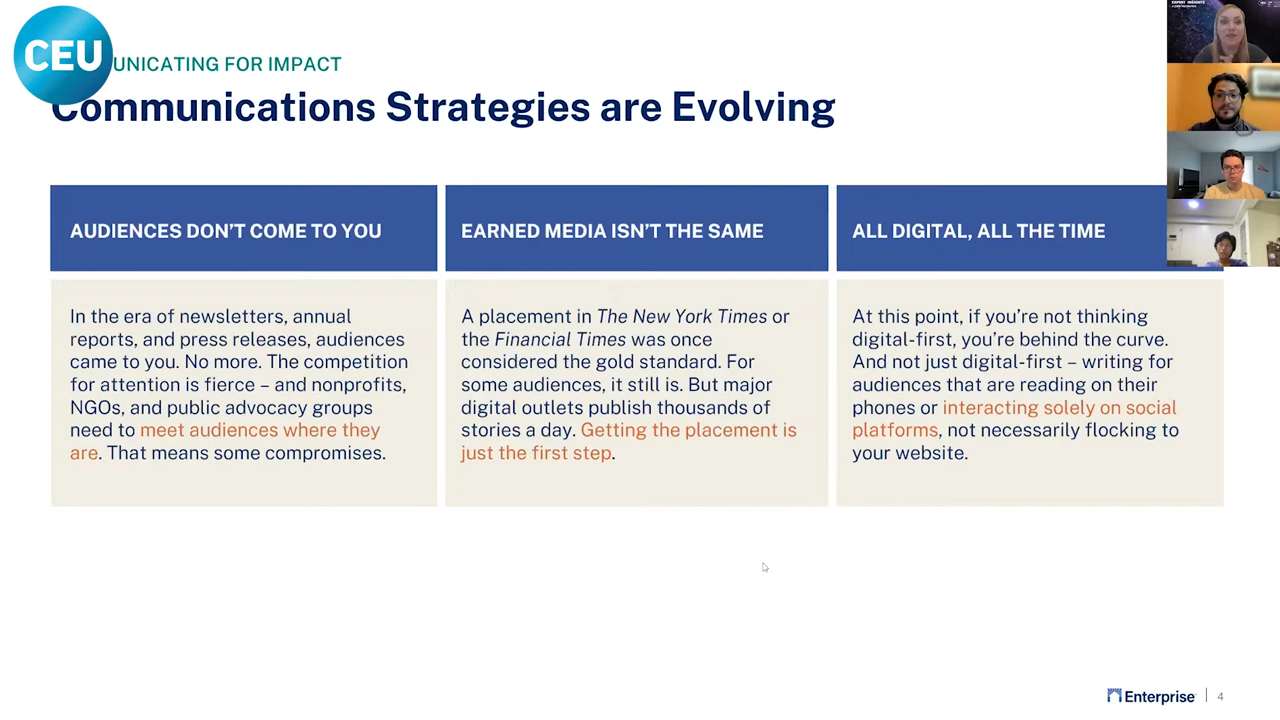 CEU
UNICATING FOR IMPACT
Communications Strategies are Evolving
AUDIENCES DON'T COME TO YOU
In the era of newsletters, annual
reports, and press releases, audiences
came to you. No more. The competition
for attention is fierce – and nonprofits,
NGOs, and public advocacy groups
need to meet audiences where they
are. That means some compromises.
EARNED MEDIA ISN'T THE SAME
A placement in The New York Times or
the Financial Times was once
considered the gold standard. For
some audiences, it still is. But major
digital outlets publish thousands of
stories a day. Getting the placement is
just the first step.
ALL DIGITAL, ALL THE TIME
At this point, if you're not thinking
digital-first, you're behind the curve.
And not just digital-first – writing for
audiences that are reading on their
phones or interacting solely on social
platforms, not necessarily flocking to
your website.
EXPERT INSIGHTS
Enterprise
4